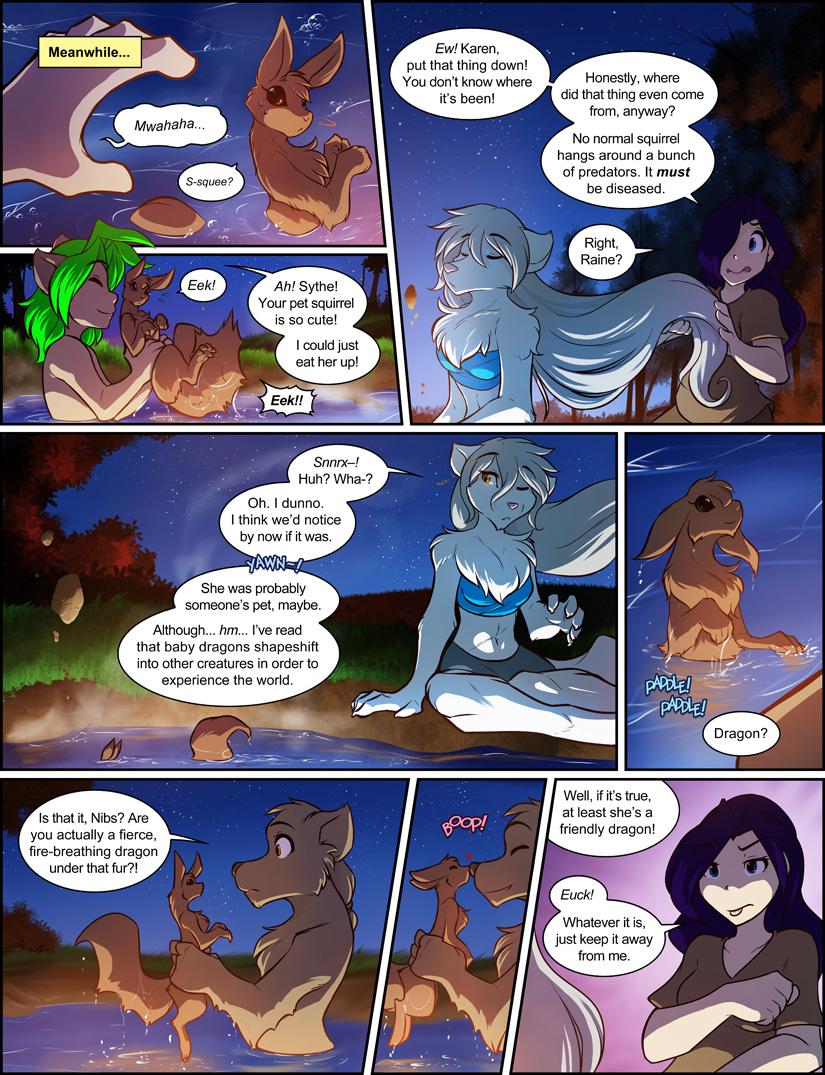 Meanwhile...
Mwahaha...
S-squee?
Ew! Karen,
put that thing down!
You don't know where
it's been!
Honestly, where
did that thing even come
from, anyway?
No normal squirrel
hangs around a bunch
of predators. It must
be diseased.
Right,
Raine?
Eek!
Ah! Sythe!
Your pet squirrel
is so cute!
I could just
eat her up!
Eek!!
Snnrx–!
Huh? Wha-?
Oh. I dunno.
I think we'd notice
by now if it was.
YAWN~!
She was probably
someone's pet, maybe.
Although... hm... I've read
that baby dragons shapeshift
into other creatures in order to
experience the world.
PADDLE!
PADDLE!
Dragon?
Is that it, Nibs? Are
you actually a fierce,
fire-breathing dragon
under that fur?!
BOOP!
Well, if it's true,
at least she's a
friendly dragon!
Euck!
Whatever it is,
just keep it away
from me.